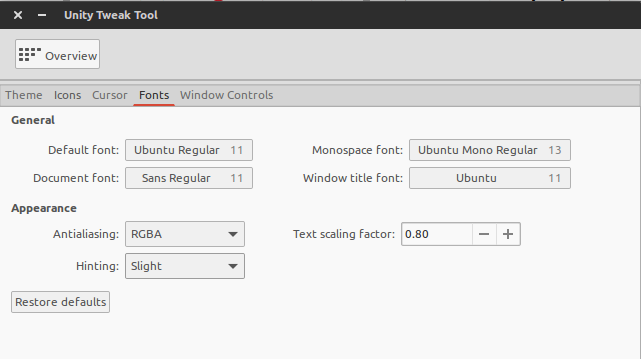 Unity Tweak Tool
Overview
Theme Icons Cursor Fonts Window Controls
General
Default font: Ubuntu Regular 11 Monospace font: Ubuntu Mono Regular 13
Document font: Sans Regular 11 Window title font: Ubuntu 11
Appearance
Antialiasing: RGBA Text scaling factor: 0.80
Hinting: Slight
Restore defaults